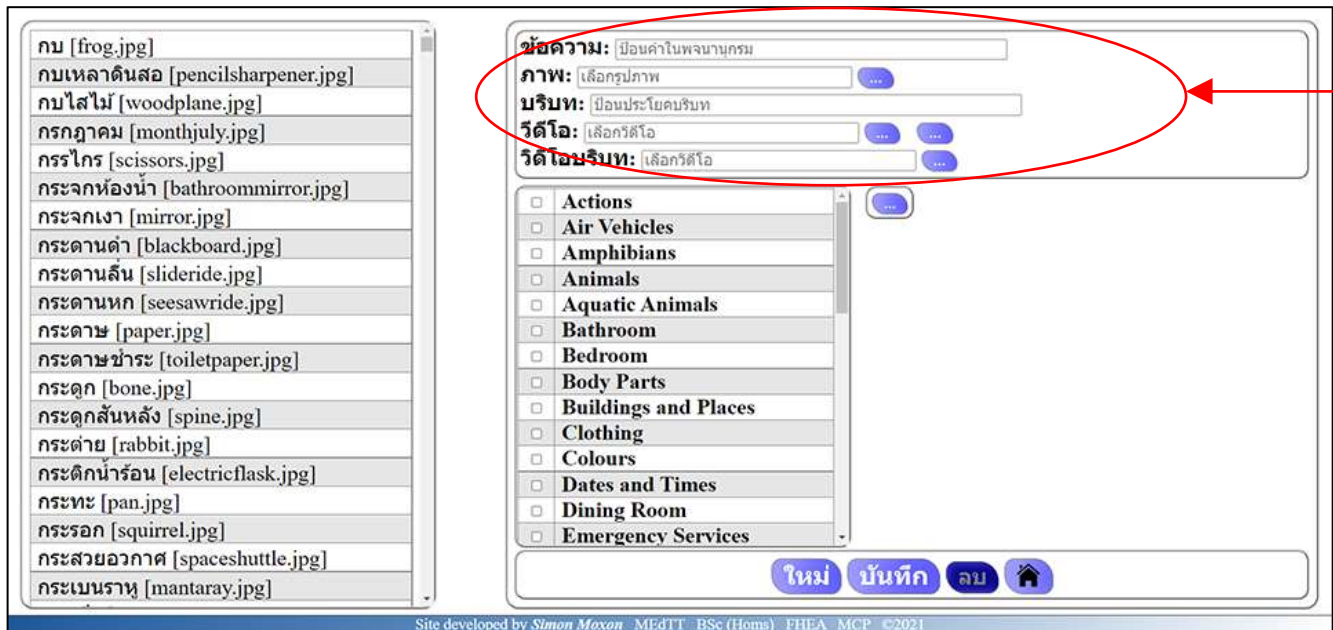 กบ [frog.jpg]
กบเหลาดินสอ [pencilsharpener.jpg]
กบไสไม้ [woodplane.jpg]
กรกฎาคม [monthjuly.jpg]
กรรไกร [scissors.jpg]
กระจกห้องน้ำ [bathroommirror.jpg]
กระจกเงา [mirror.jpg]
กระดานดำ [blackboard.jpg]
กระดานลื่น [slideride.jpg]
กระดานหก [seesawride.jpg]
กระดาษ [paper.jpg]
กระดาษชำระ [toiletpaper.jpg]
กระดูก [bone.jpg]
กระดูกสันหลัง [spine.jpg]
กระต่าย [rabbit.jpg]
กระติกน้ำร้อน [electricflask.jpg]
กระทะ [pan.jpg]
กระรอก [squirrel.jpg]
กระสวยอวกาศ [spaceshuttle.jpg]
กระเบนราหู [mantaray.jpg]
ข้อความ: ป้อนคำในพจนานุกรม
ภาพ: เลือกรูปภาพ ...
บริบท: ป้อนประโยคบริบท
วีดีโอ: เลือกวิดีโอ ... ...
วิดีโอบริบท: เลือกวิดีโอ ...
Actions ...
Air Vehicles
Amphibians
Animals
Aquatic Animals
Bathroom
Bedroom
Body Parts
Buildings and Places
Clothing
Colours
Dates and Times
Dining Room
Emergency Services
ใหม่ บันทึก ลบ
Site developed by Simon Moxon MEdTT BSc (Homs) FHEA MCP ©2021